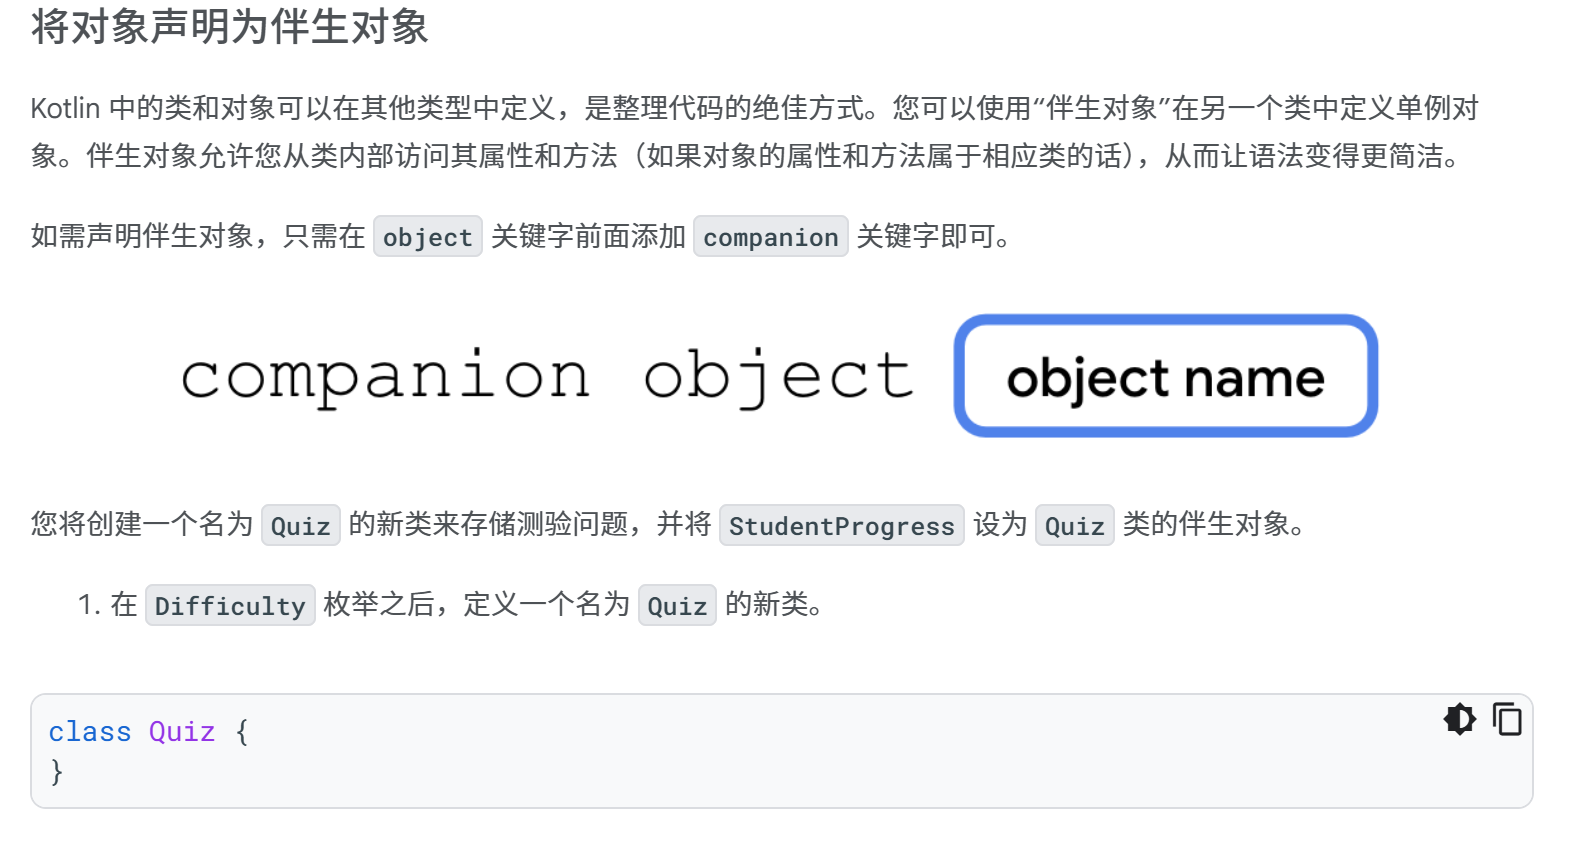 将对象声明为伴生对象
Kotlin 中的类和对象可以在其他类型中定义，是整理代码的绝佳方式。您可以使用“伴生对象”在另一个类中定义单例对
象。伴生对象允许您从类内部访问其属性和方法（如果对象的属性和方法属于相应类的话），从而让语法变得更简洁。
如需声明伴生对象，只需在 object 关键字前面添加 companion 关键字即可。
companion object object name
您将创建一个名为 Quiz 的新类来存储测验问题，并将 StudentProgress 设为 Quiz 类的伴生对象。
1. 在 Difficulty 枚举之后，定义一个名为 Quiz 的新类。
class Quiz {
}